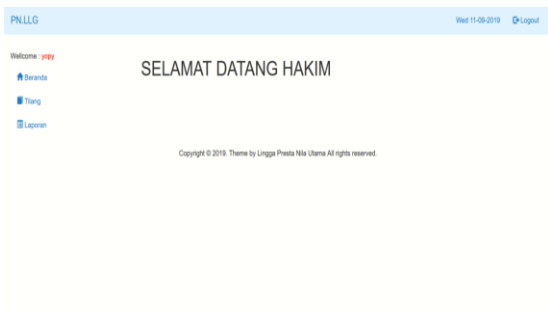 PN.LLG
Wed 11-09-2019 Logout
Wellcome : yopy
Beranda
Tilang
Laporan
SELAMAT DATANG HAKIM
Copyright © 2019. Theme by Lingga Presta Nila Utama All rights reserved.